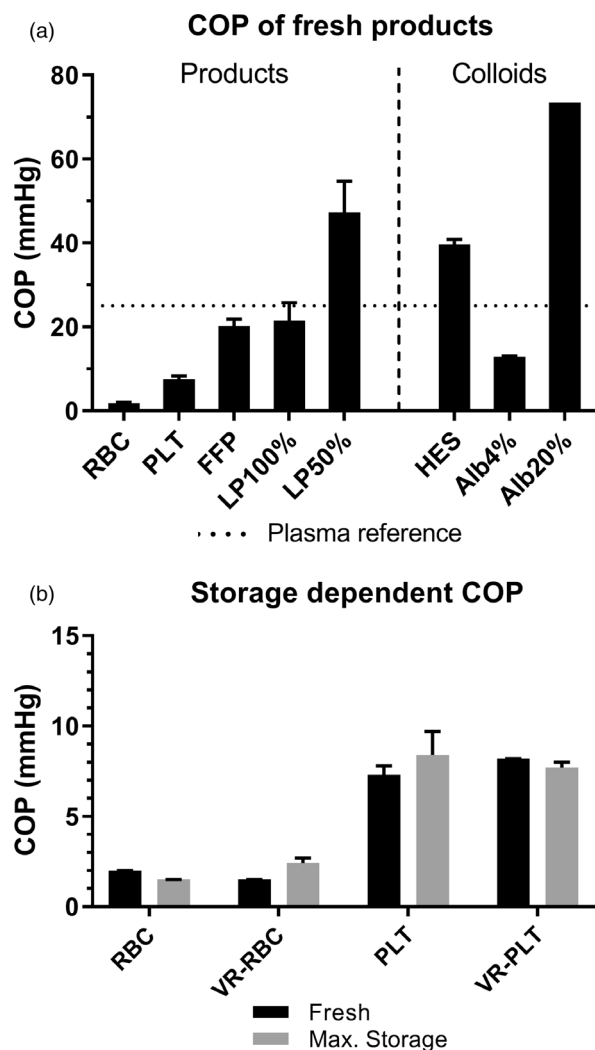 (a)
COP of fresh products
Products
Colloids
COP (mmHg)
80
60
40
20
0
RBC
PLT
FFP
LP100%
LP50%
HES
Alb4%
Alb20%
Plasma reference
(b)
Storage dependent COP
COP (mmHg)
15
10
5
0
RBC
VR-RBC
PLT
VR-PLT
Fresh
Max. Storage